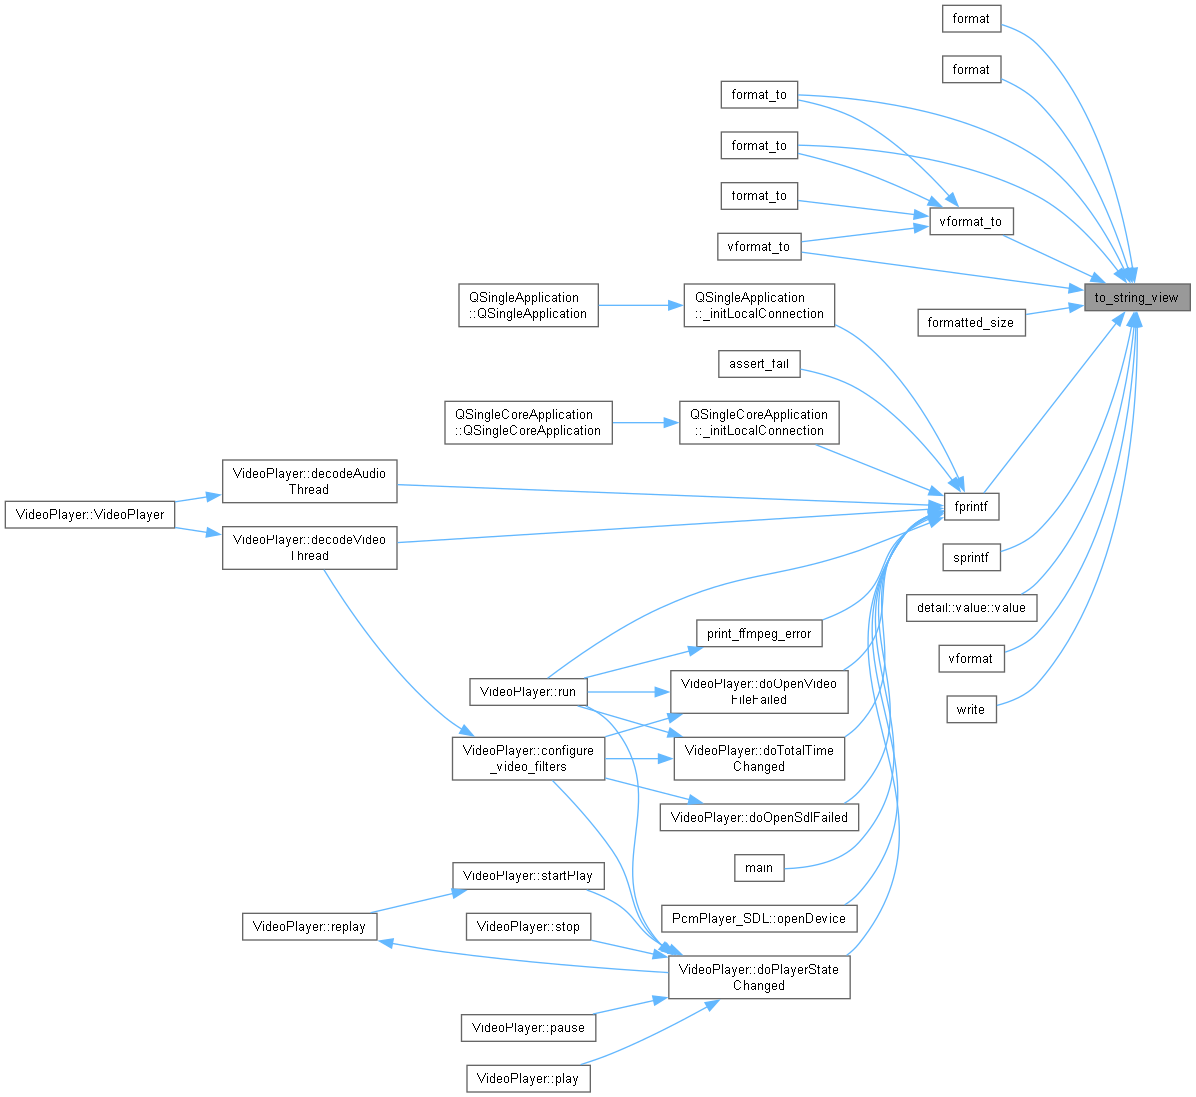 format
format
format_to
format_to
format_to
vformat_to
vformat_to
to_string_view
QSingleApplication
::QSingleApplication
QSingleApplication
::_initLocalConnection
formatted_size
assert_fail
QSingleCoreApplication
::QSingleCoreApplication
QSingleCoreApplication
::_initLocalConnection
VideoPlayer::decodeAudio
Thread
VideoPlayer::VideoPlayer
fprintf
VideoPlayer::decodeVideo
Thread
sprintf
detail::value::value
print_ffmpeg_error
vformat
VideoPlayer::run
VideoPlayer::doOpenVideo
FileFailed
write
VideoPlayer::configure
_video_filters
VideoPlayer::doTotalTime
Changed
VideoPlayer::doOpenSdlFailed
main
VideoPlayer::startPlay
VideoPlayer::replay
VideoPlayer::stop
PcmPlayer_SDL::openDevice
VideoPlayer::doPlayerState
Changed
VideoPlayer::pause
VideoPlayer::play